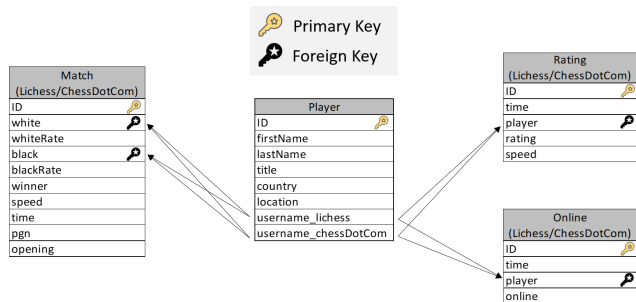 Primary Key
Foreign Key
Match
(Lichess/ChessDotCom)
ID
white
whiteRate
black
blackRate
winner
speed
time
pgn
opening
Player
ID
firstName
lastName
title
country
location
username_lichess
username_chessDotCom
Rating
(Lichess/ChessDotCom)
ID
time
player
rating
speed
Online
(Lichess/ChessDotCom)
ID
time
player
online